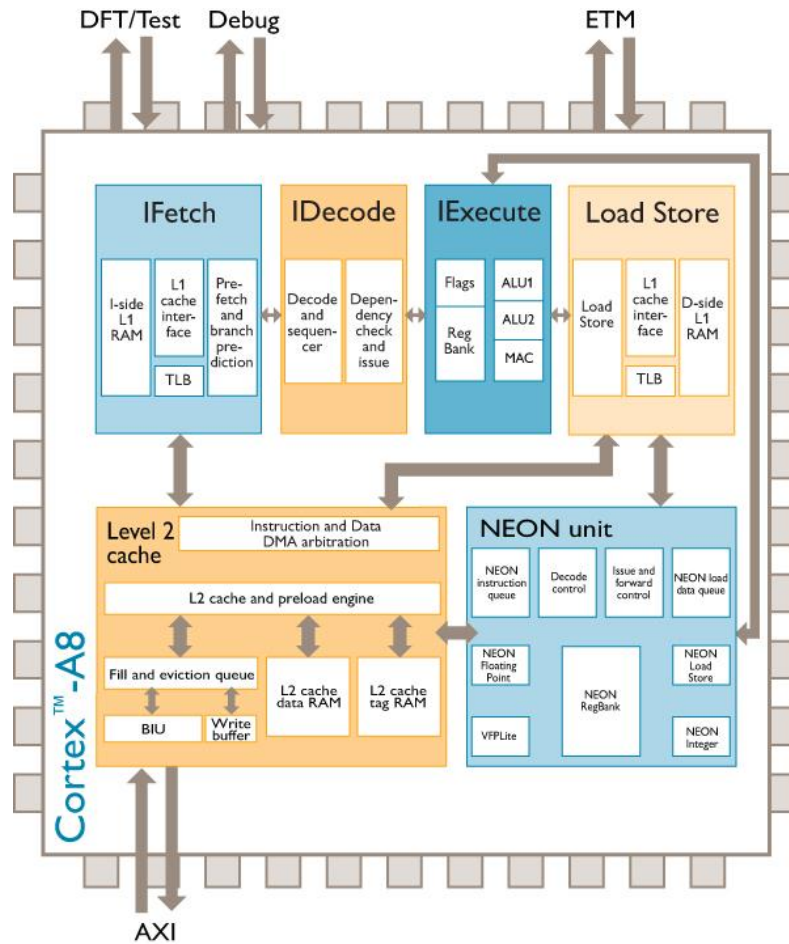 DFT/Test
Debug
ETM
IFetch
I-side
L1
RAM
L1
cache
inter-
face
TLB
Pre-
fetch
and
branch
pre-
diction
IDecode
Decode
and
sequen-
cer
Depen-
dency
check
and
issue
IExecute
Flags
Reg
Bank
ALU1
ALU2
MAC
Load Store
Load
Store
L1
cache
inter-
face
TLB
D-side
L1
RAM
Level 2
cache
Instruction and Data
DMA arbitration
L2 cache and preload engine
Fill and eviction queue
BIU
Write
buffer
L2 cache
data RAM
L2 cache
tag RAM
NEON unit
NEON
instruction
queue
Decode
control
Issue and
forward
control
NEON load
data queue
NEON
Floating
Point
NEON
RegBank
NEON
Load
Store
VFPLite
NEON
Integer
Cortex™-A8
AXI